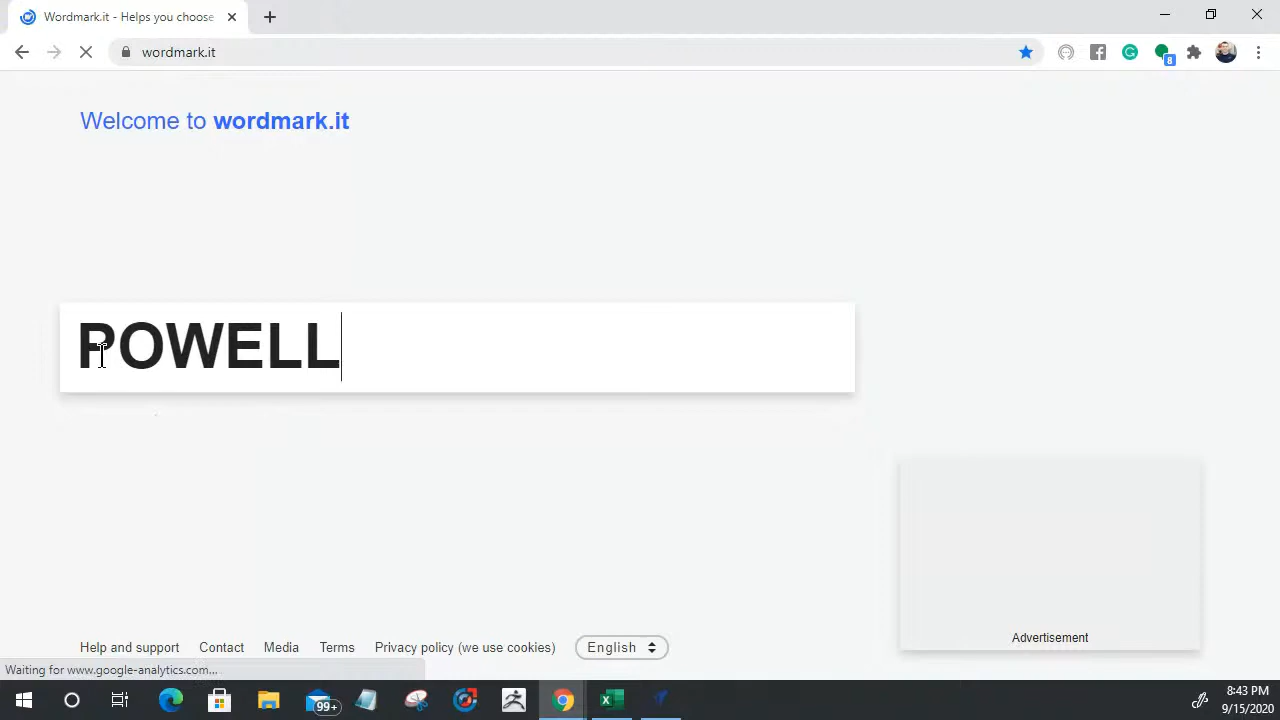 Wordmark.it - Helps you choose
wordmark.it
8
Welcome to wordmark.it
POWELL
Advertisement
Help and support Contact Media Terms Privacy policy (we use cookies) English
Waiting for www.google-analytics.com...
99+
8:43 PM
9/15/2020